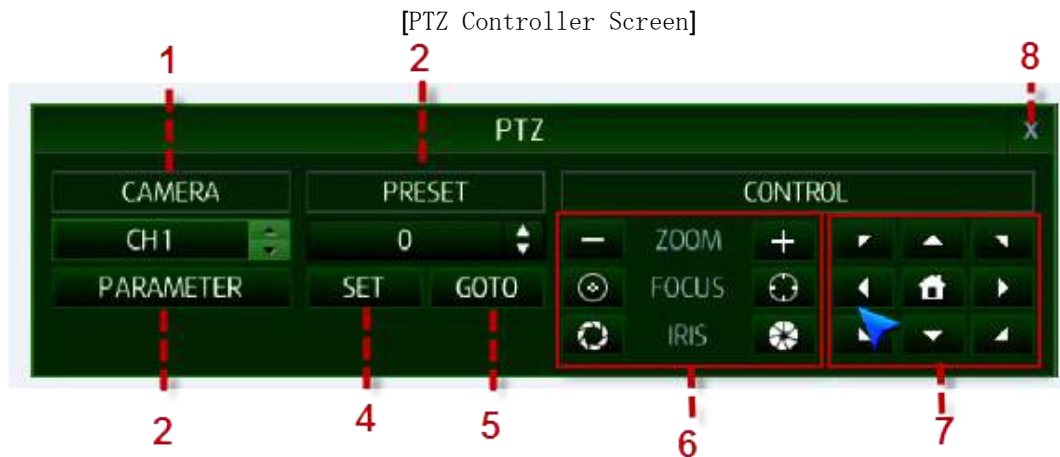 [PTZ Controller Screen]
1 2 8
PTZ x
CAMERA PRESET CONTROL
CH1 0 ZOOM
PARAMETER SET GOTO FOCUS
IRIS
2 4 5 6 7